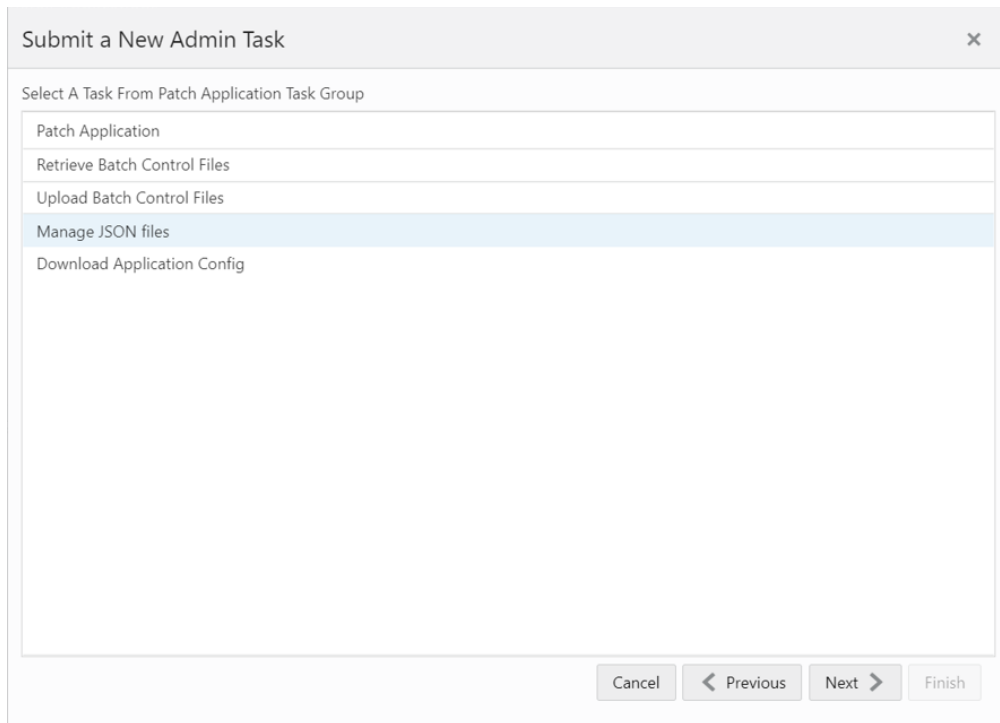 Submit a New Admin Task
Select A Task From Patch Application Task Group
Patch Application
Retrieve Batch Control Files
Upload Batch Control Files
Manage JSON files
Download Application Config
Cancel Previous Next Finish